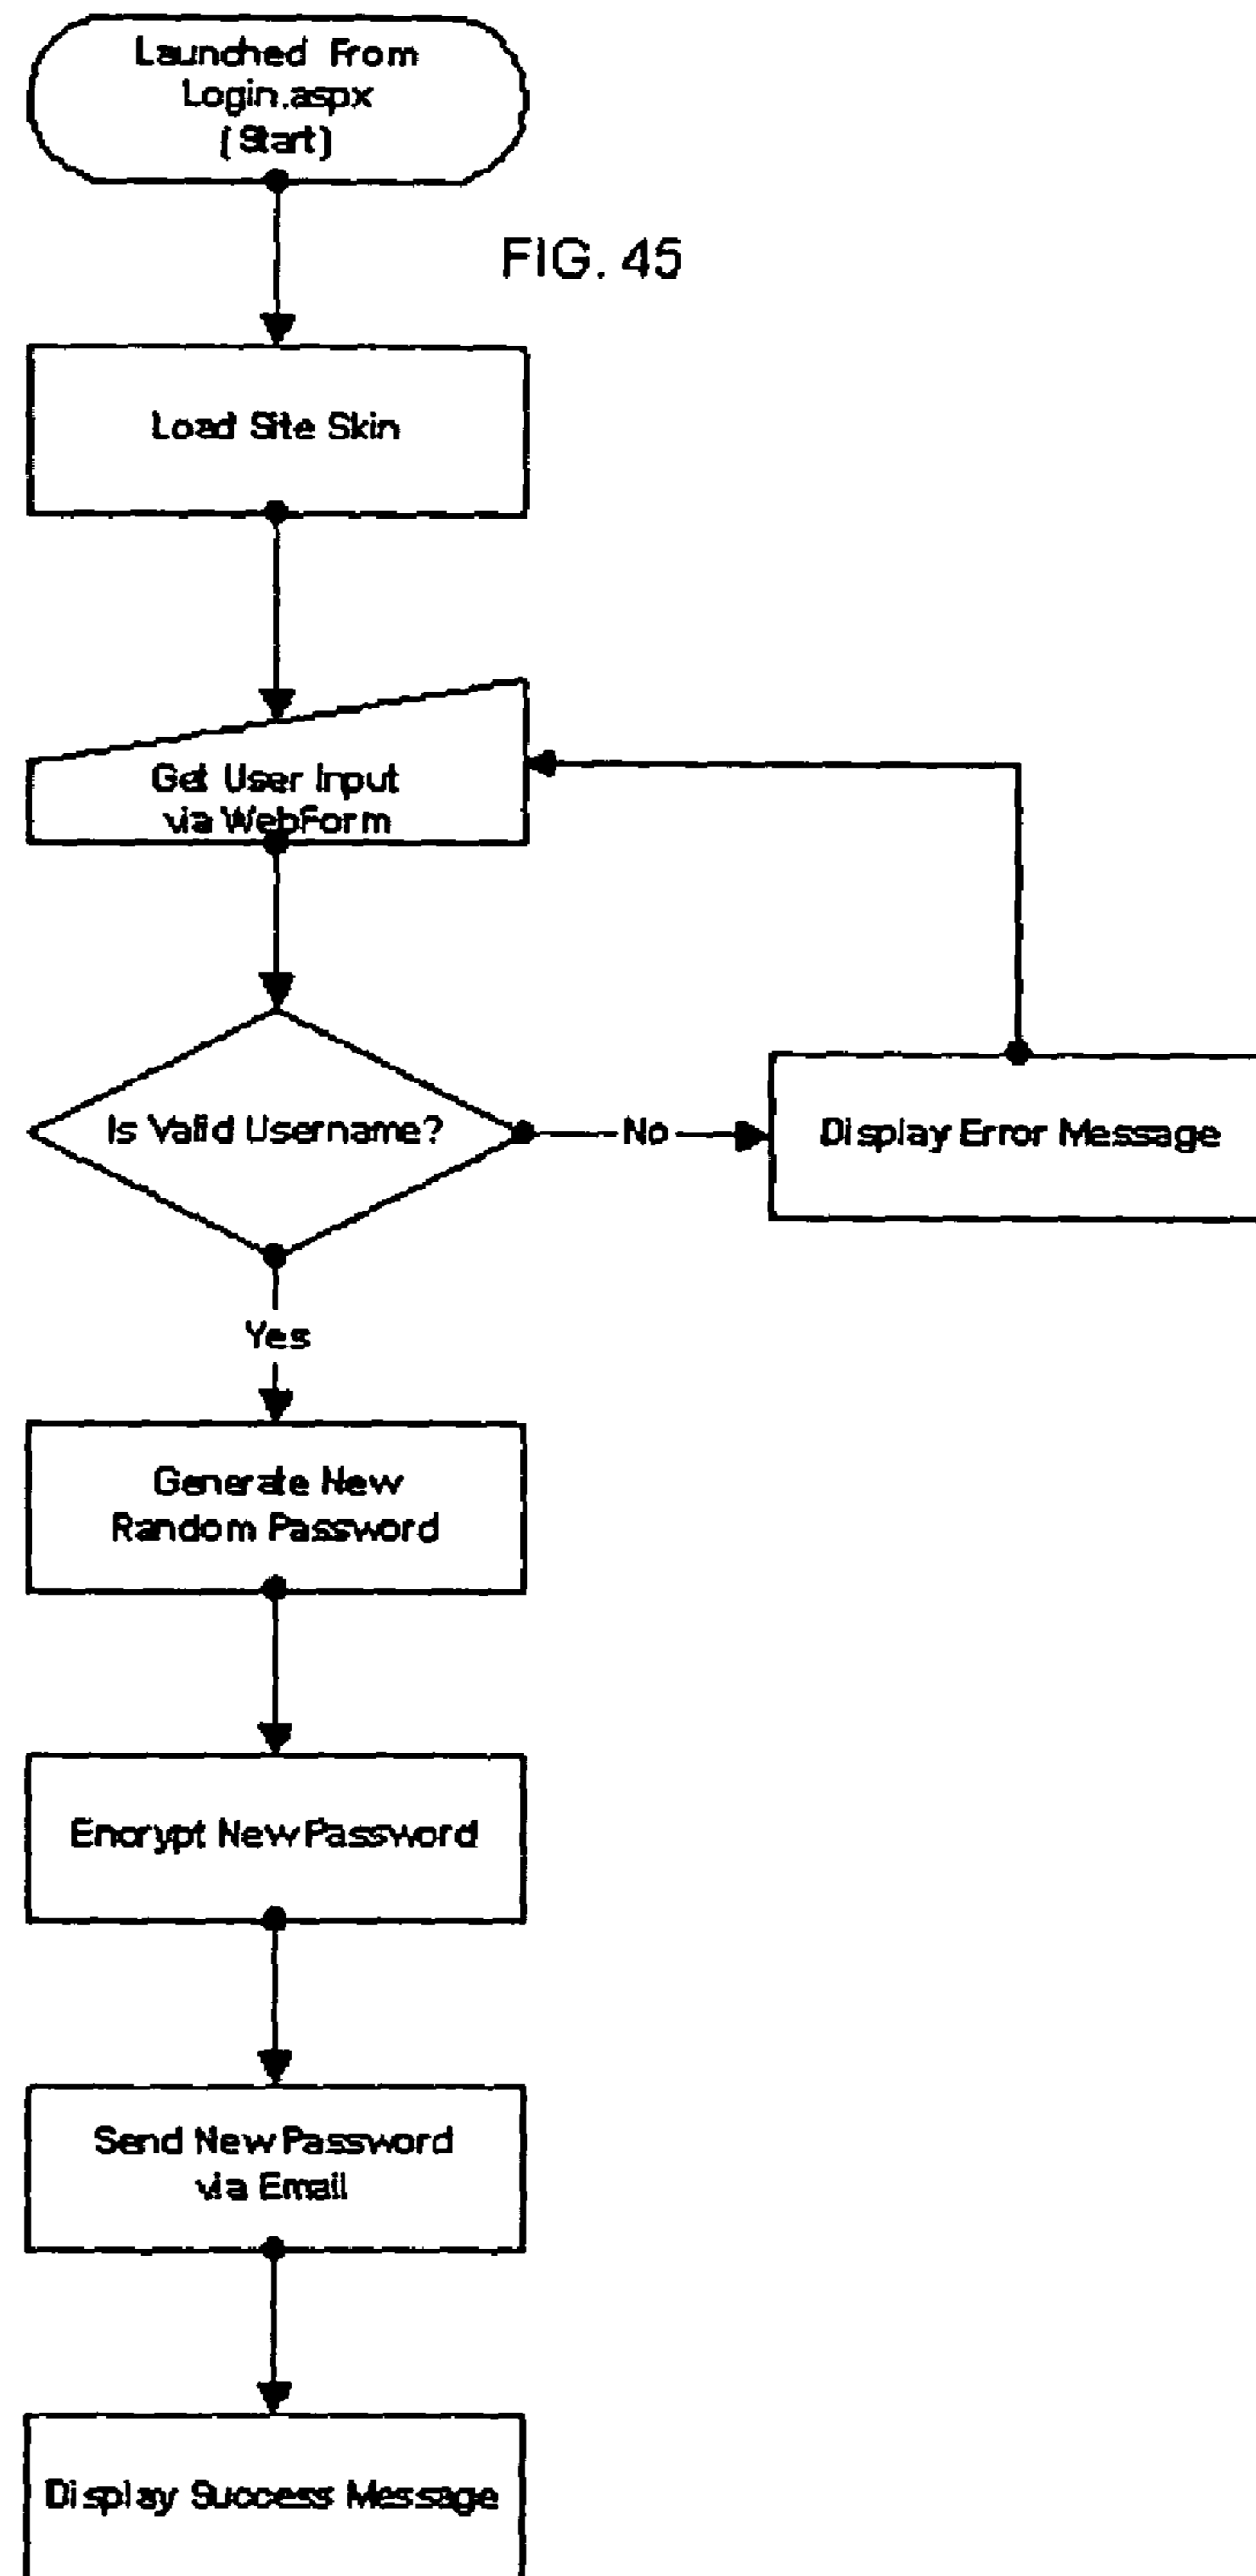 Launched From
Login.aspx
(Start)
FIG. 45
Load Site Skin
Get User Input
via WebForm
Is Valid Username?
No
Display Error Message
Yes
Generate New
Random Password
Encrypt New Password
Send New Password
via Email
Display Success Message